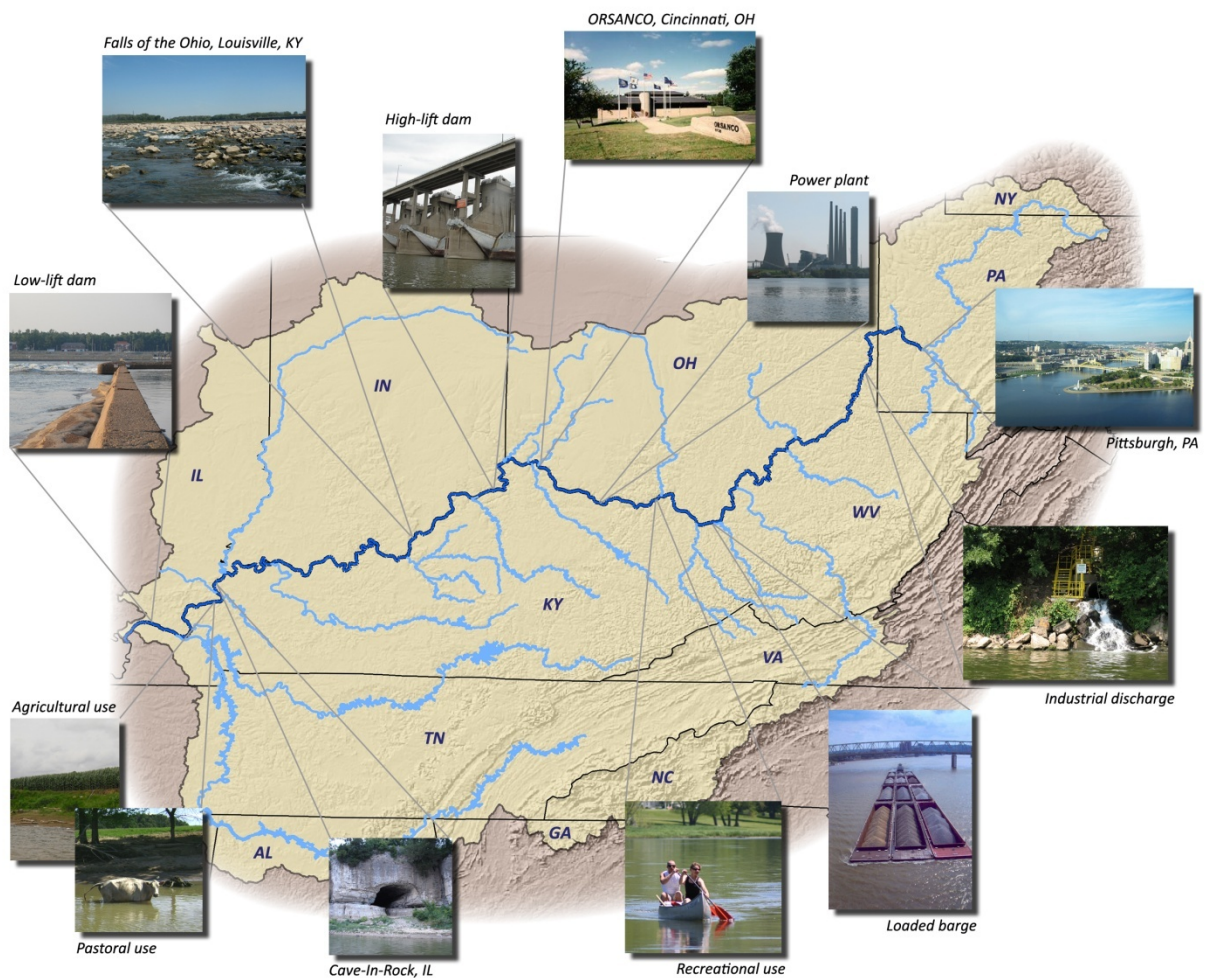 ORSANCO, Cincinnati, OH
Falls of the Ohio, Louisville, KY
ORSANCO
High-lift dam
Power plant
NY
Low-lift dam
PA
OH
IN
Pittsburgh, PA
IL
WV
KY
VA
Industrial discharge
Agricultural use
TN
NC
GA
AL
Loaded barge
Pastoral use
Cave-In-Rock, IL
Recreational use